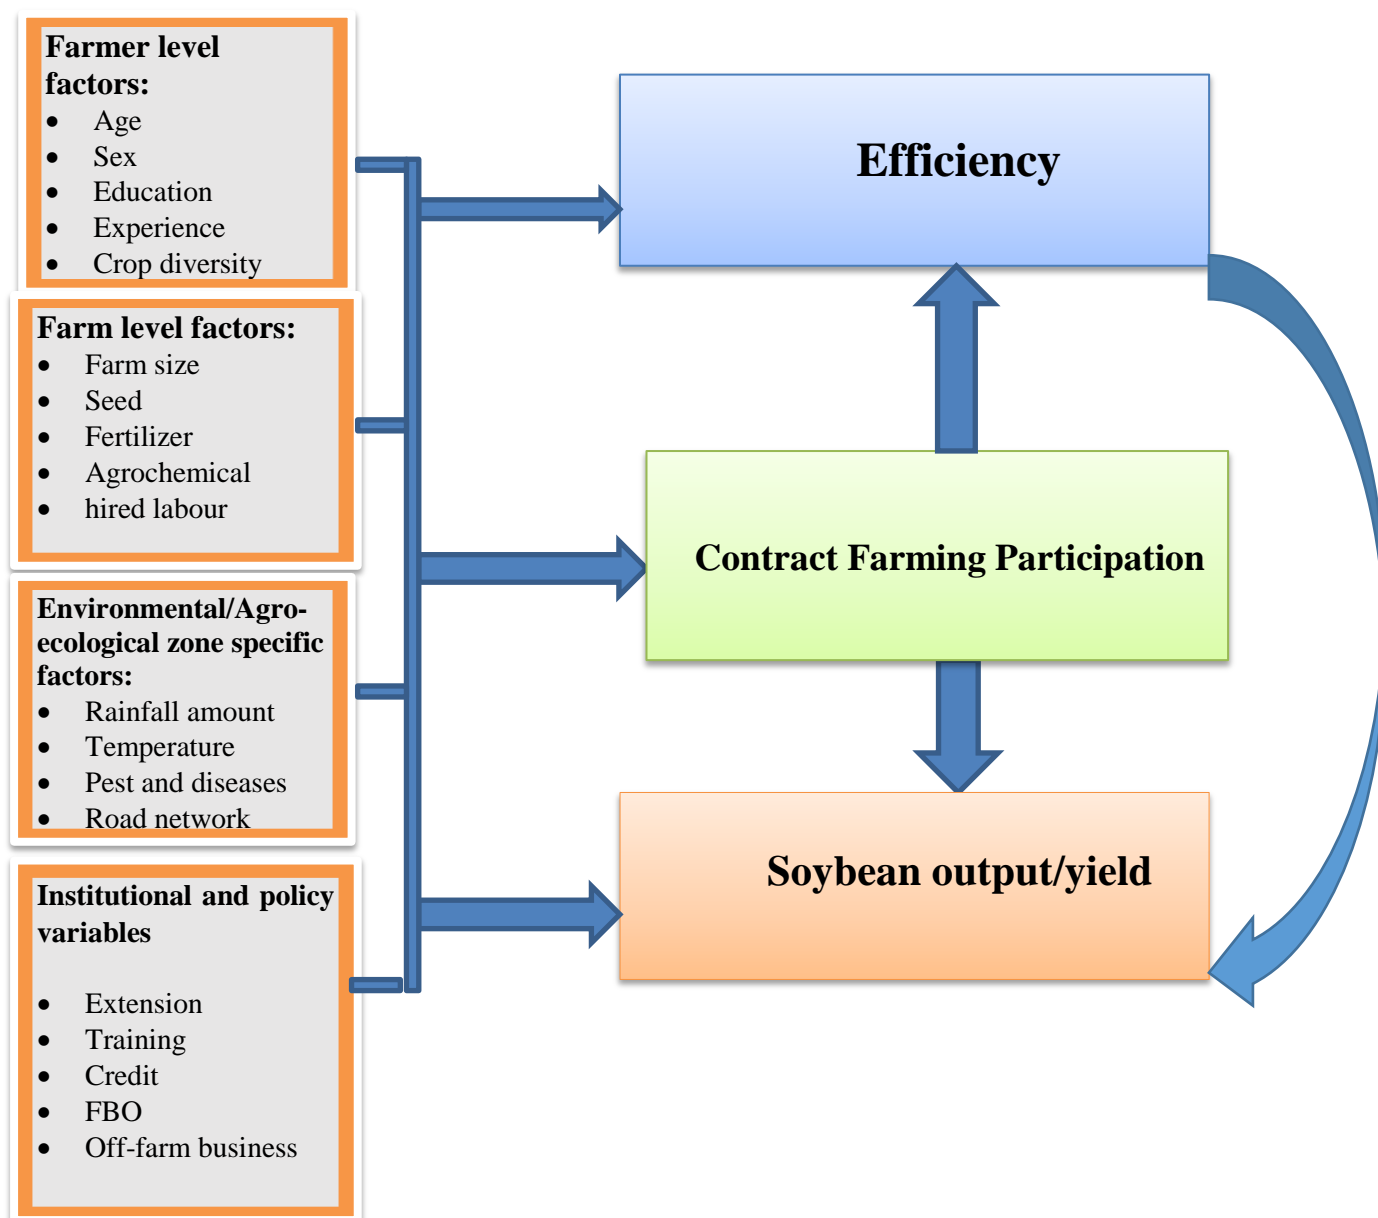 Farmer level
factors:
• Age
• Sex
• Education
• Experience
• Crop diversity
Farm level factors:
• Farm size
• Seed
• Fertilizer
• Agrochemical
• hired labour
Environmental/Agro-
ecological zone specific
factors:
• Rainfall amount
• Temperature
• Pest and diseases
• Road network
Institutional and policy
variables
• Extension
• Training
• Credit
• FBO
• Off-farm business
Efficiency
Contract Farming Participation
Soybean output/yield